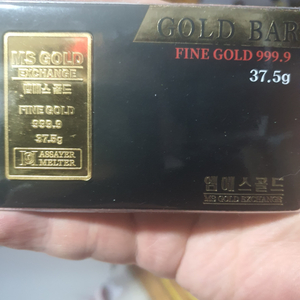 MS GOLD
EXCHANGE
엠에스골드
FINE GOLD
999.9
37.5g
ASSAYER
MELTER
GOLD BAR
FINE GOLD 999.9
37.5g
엠에스골드
MS GOLD EXCHANGE